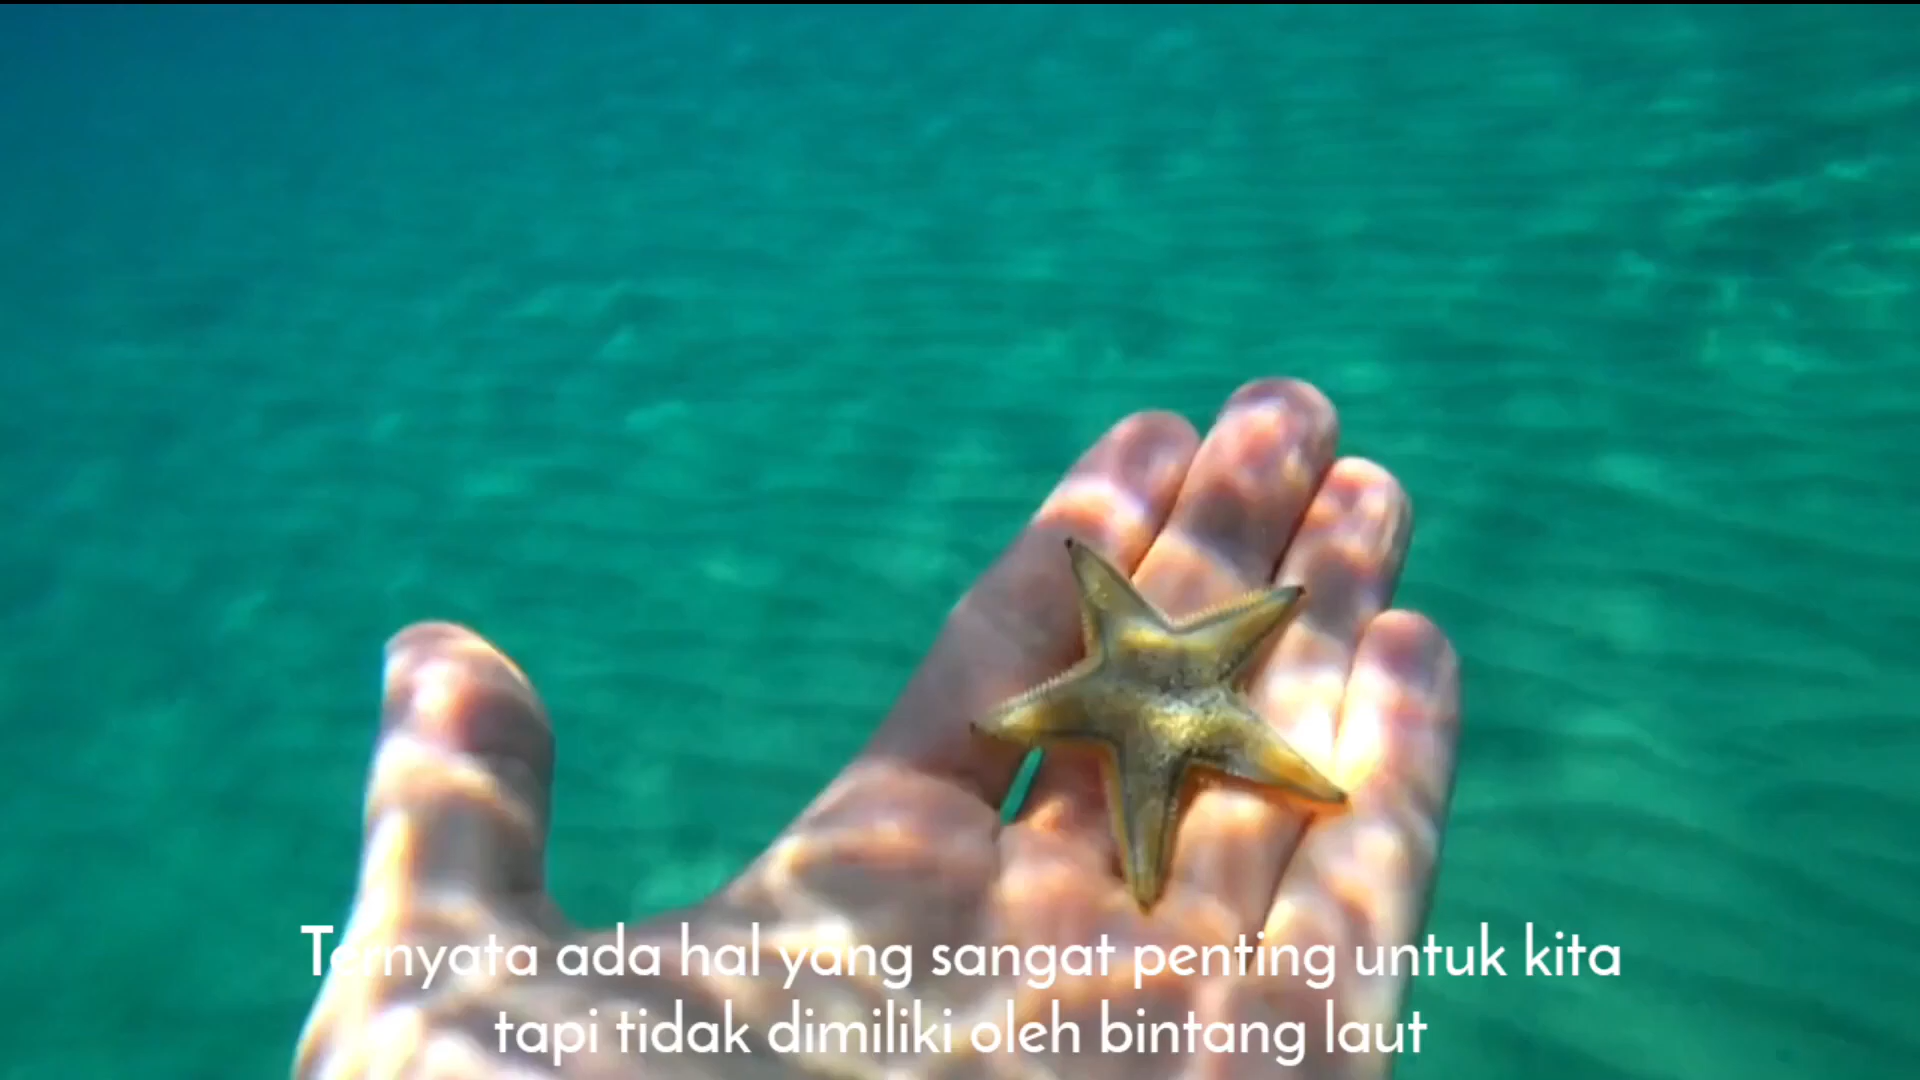 Ternyata ada hal yang sangat penting untuk kita
tapi tidak dimiliki oleh bintang laut